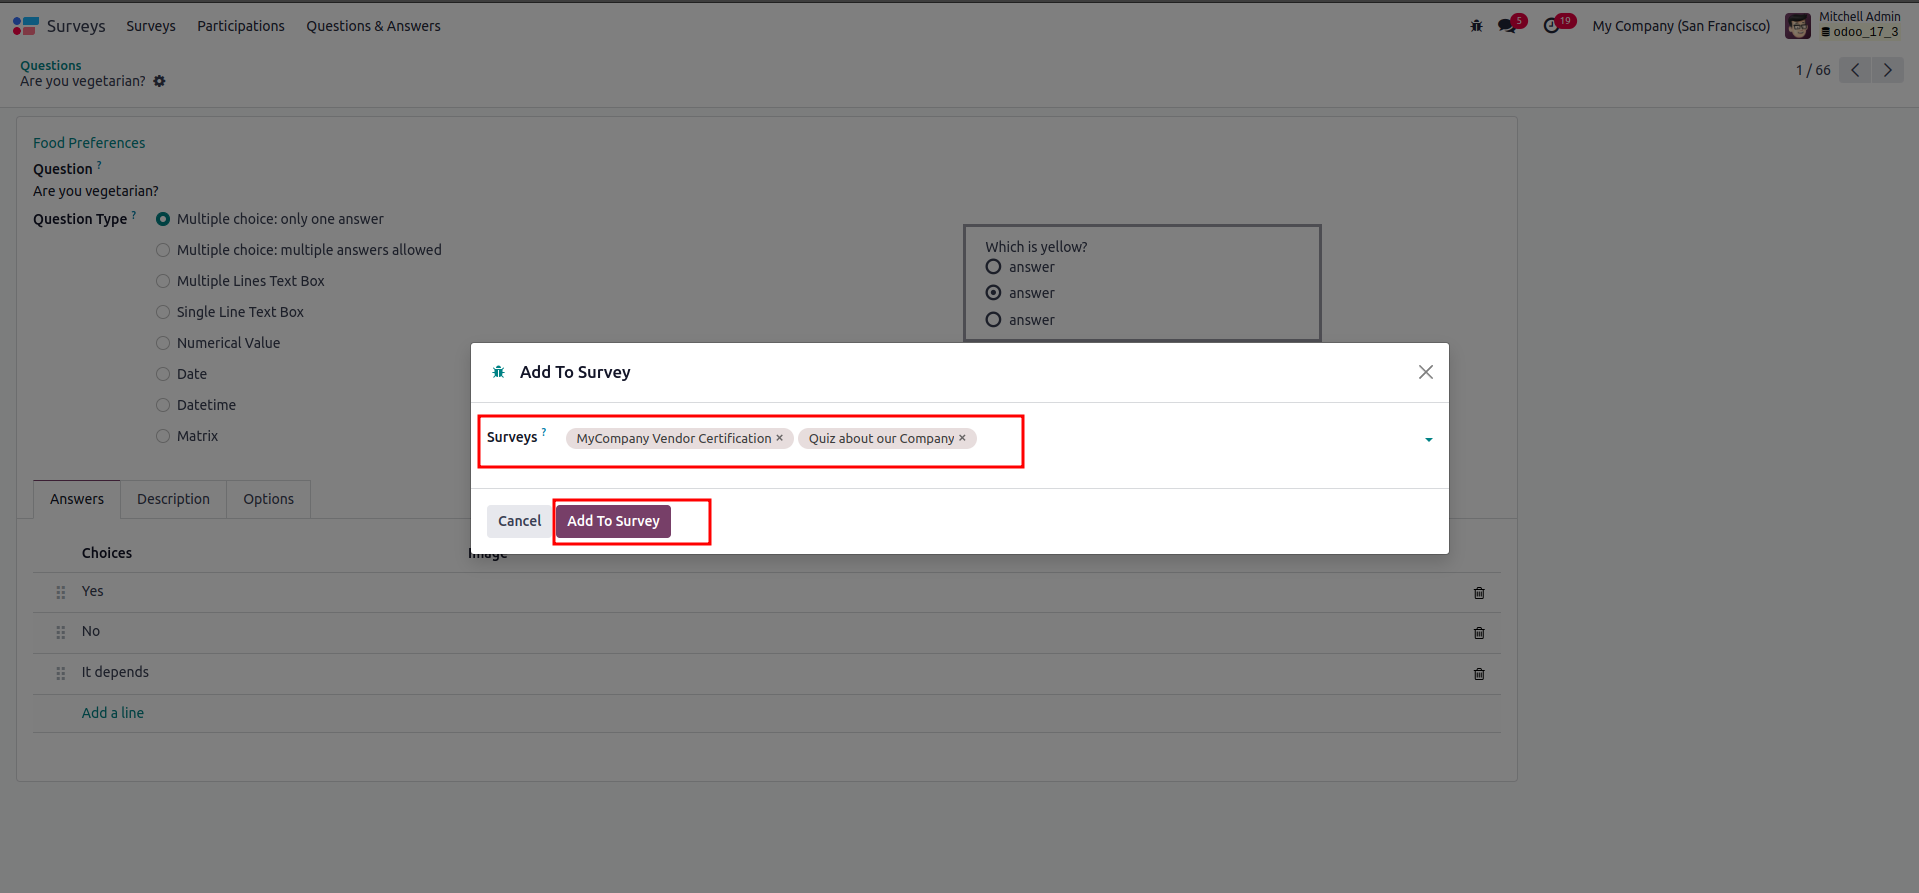 Surveys Surveys Participations Questions & Answers 5 19 My Company (San Francisco) Mitchell Admin
odoo_17_3
Questions
Are you vegetarian? 1 / 66
Food Preferences
Question ?
Are you vegetarian?
Question Type ? Multiple choice: only one answer
Multiple choice: multiple answers allowed
Multiple Lines Text Box
Single Line Text Box
Numerical Value
Date
Datetime
Matrix
Which is yellow?
answer
answer
answer
Add To Survey
Surveys ? MyCompany Vendor Certification × Quiz about our Company ×
Cancel Add To Survey
Answers Description Options
Choices Image
Yes
No
It depends
Add a line